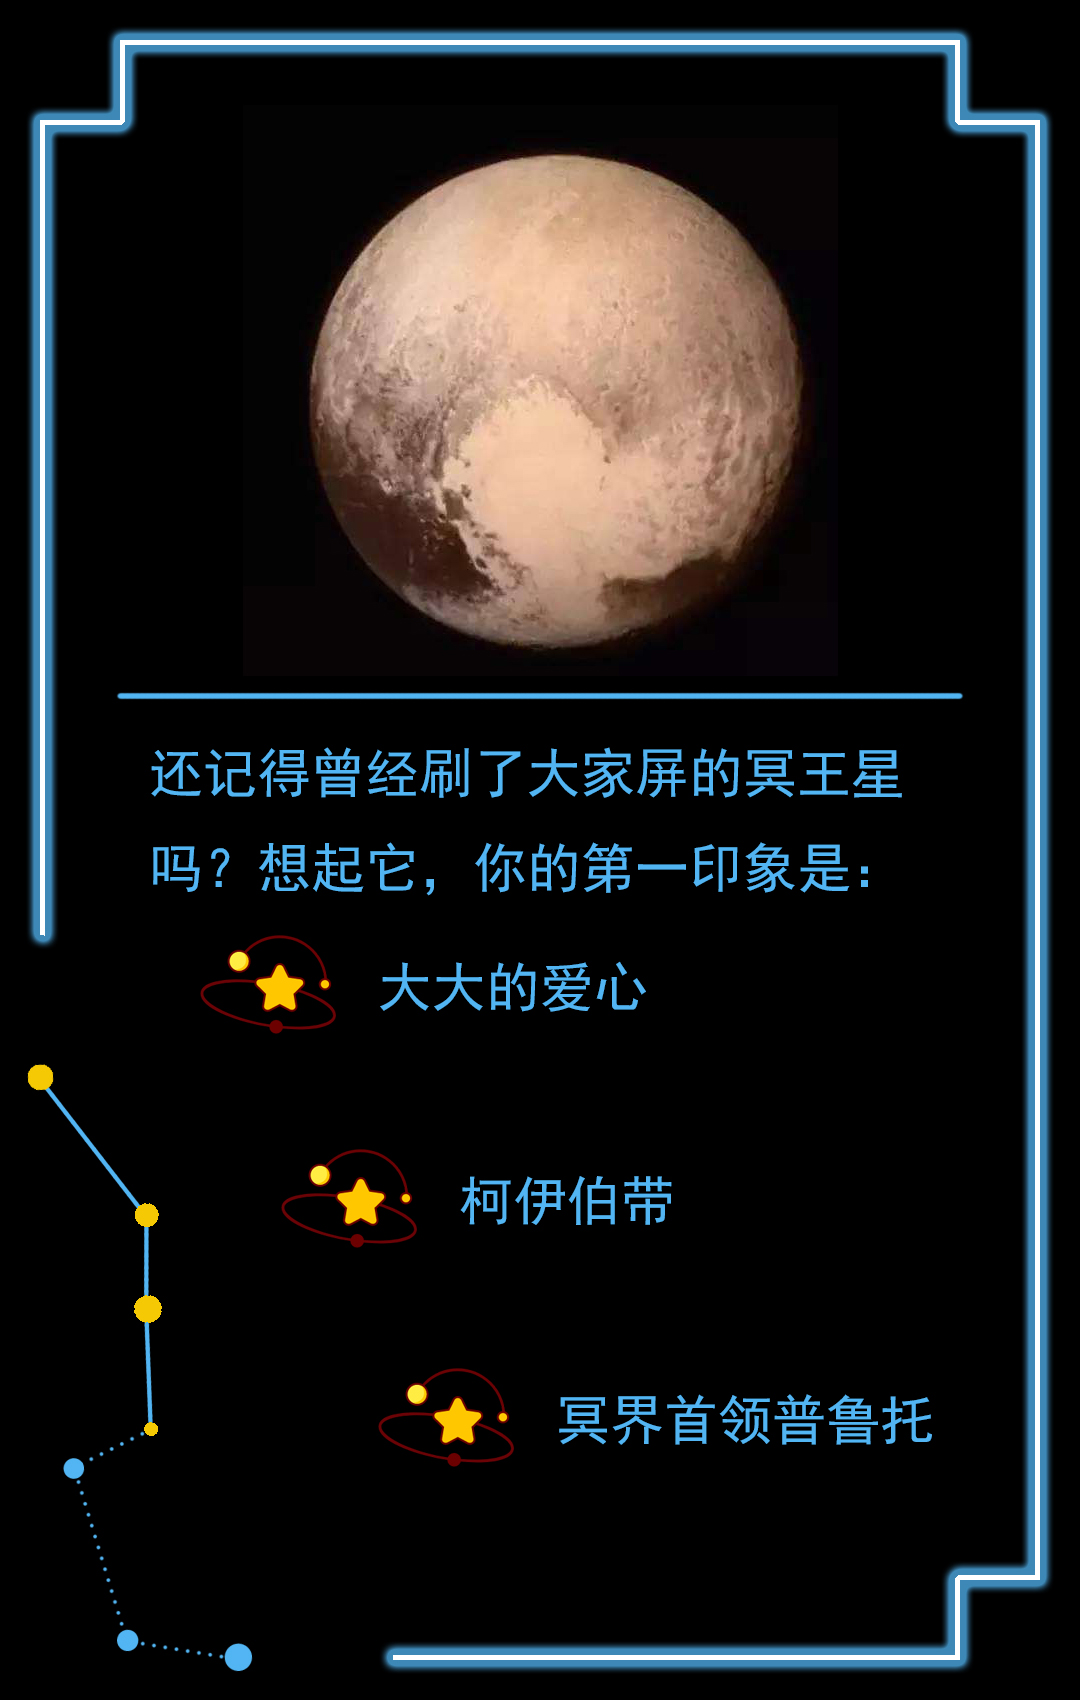 还记得曾经刷了大家屏的冥王星
吗？想起它，你的第一印象是：
大大的爱心
柯伊伯带
冥界首领普鲁托